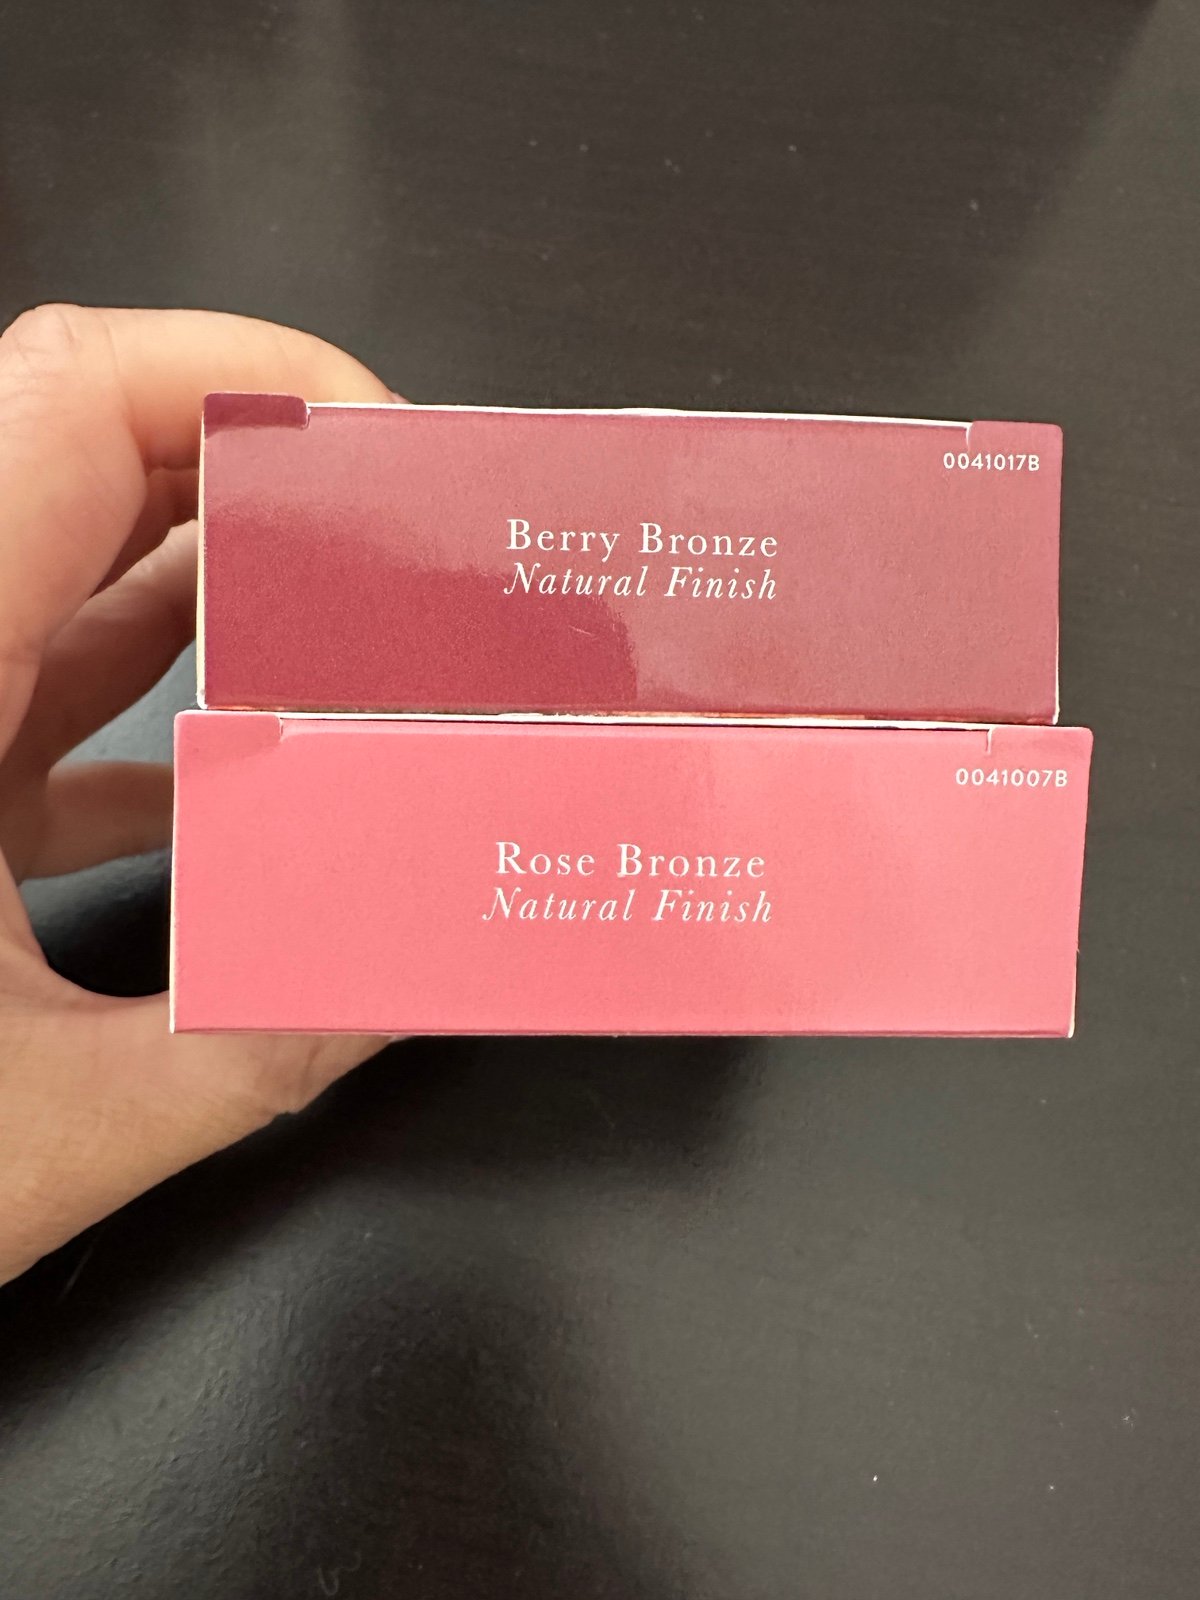 0041017B
Berry Bronze
Natural Finish
0041007B
Rose Bronze
Natural Finish